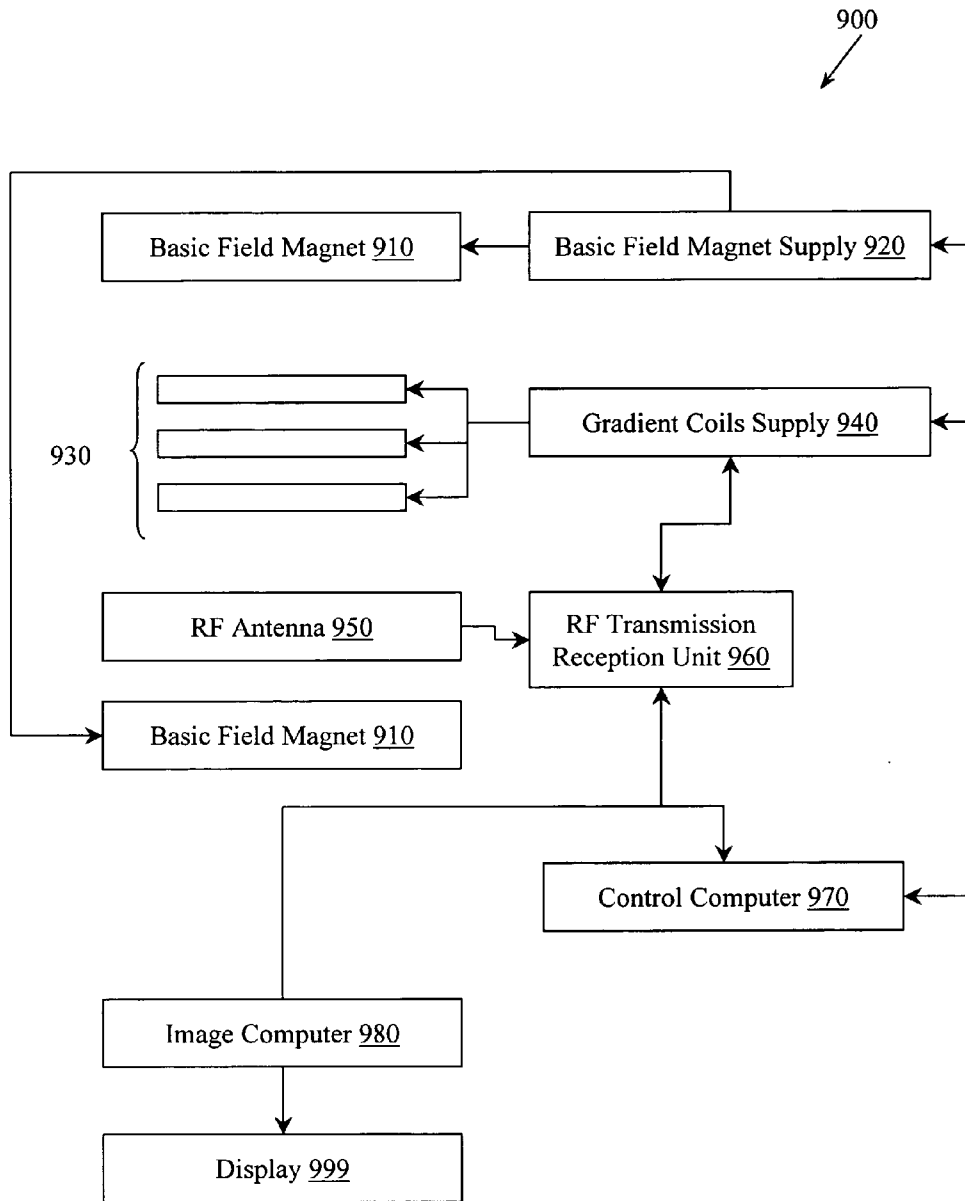 900
Basic Field Magnet 910
Basic Field Magnet Supply 920
930
Gradient Coils Supply 940
RF Antenna 950
RF Transmission
Reception Unit 960
Basic Field Magnet 910
Control Computer 970
Image Computer 980
Display 999